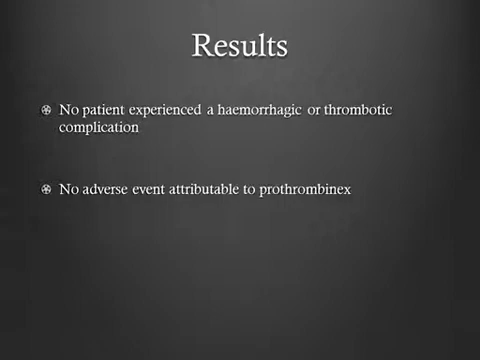 Results
No patient experienced a haemorrhagic or thrombotic
complication
No adverse event attributable to prothrombinex